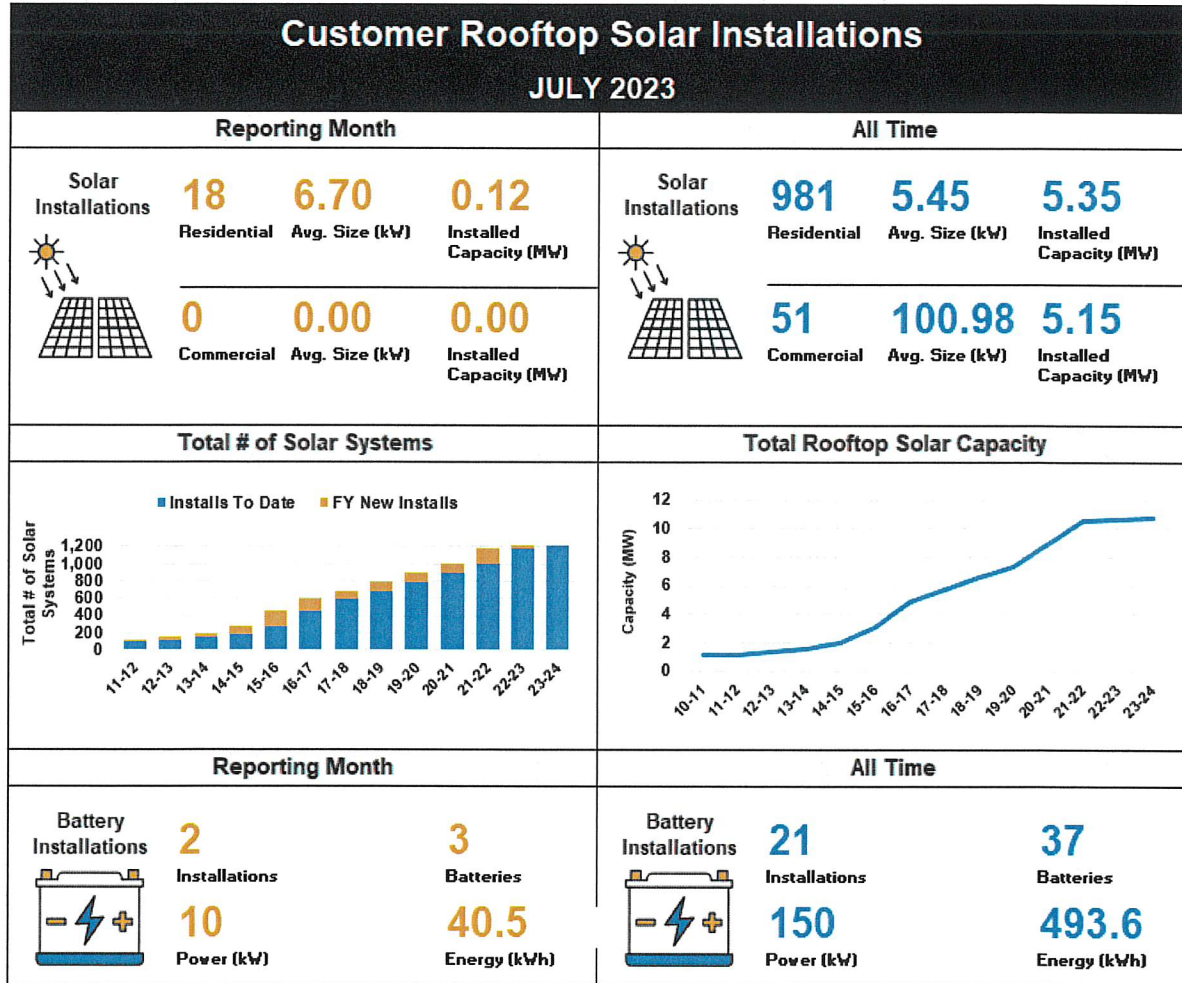 Customer Rooftop Solar Installations
JULY 2023
Reporting Month
All Time
Solar
Installations
18
6.70
0.12
Residential
Avg. Size (kW)
Installed
Capacity (MW)
0
0.00
0.00
Commercial
Avg. Size (kW)
Installed
Capacity (MW)
Solar
Installations
981
5.45
5.35
Residential
Avg. Size (kW)
Installed
Capacity (MW)
51
100.98
5.15
Commercial
Avg. Size (kW)
Installed
Capacity (MW)
Total # of Solar Systems
Total Rooftop Solar Capacity
Installs To Date
FY New Installs
Total # of Solar
Systems
1,200
1,000
800
600
400
200
0
11-12
12-13
13-14
14-15
15-16
16-17
17-18
18-19
19-20
20-21
21-22
22-23
23-24
Capacity (MW)
12
10
8
6
4
2
0
10-11
11-12
12-13
13-14
14-15
15-16
16-17
17-18
18-19
19-20
20-21
21-22
22-23
23-24
Reporting Month
All Time
Battery
Installations
2
3
Installations
Batteries
10
40.5
Power (kW)
Energy (kWh)
Battery
Installations
21
37
Installations
Batteries
150
493.6
Power (kW)
Energy (kWh)